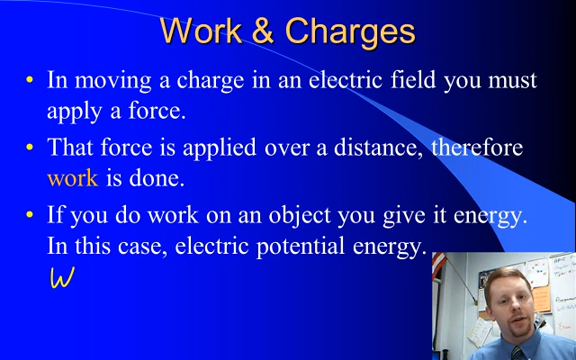 Work & Charges
• In moving a charge in an electric field you must
apply a force.
• That force is applied over a distance, therefore
work is done.
• If you do work on an object you give it energy.
In this case, electric potential energy.
W